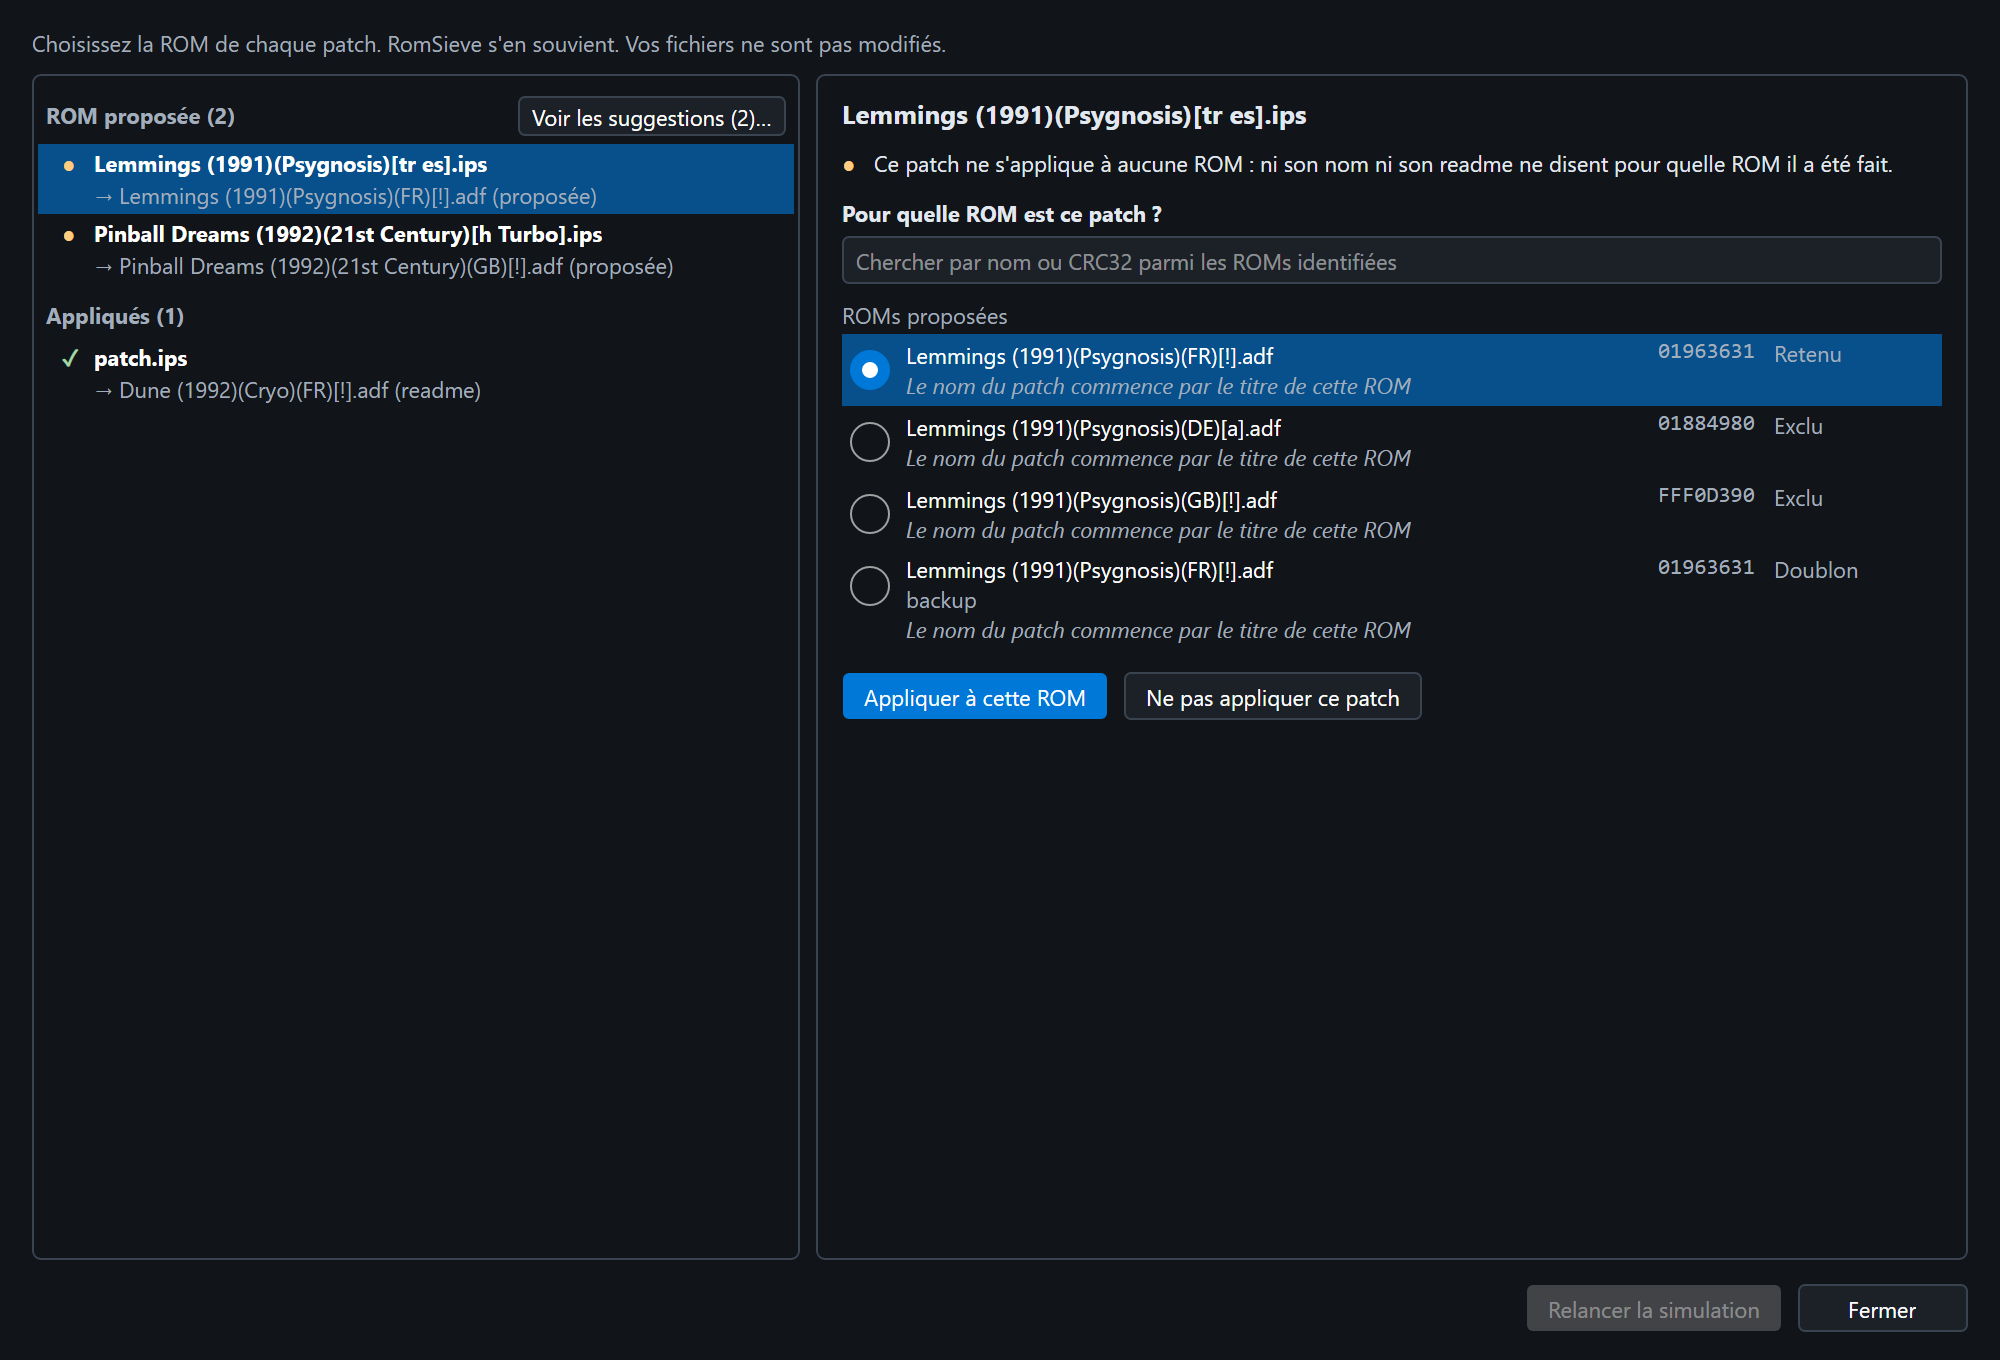 Choisissez la ROM de chaque patch. RomSieve s'en souvient. Vos fichiers ne sont pas modifiés.
ROM proposée (2)
Voir les suggestions (2)...
Lemmings (1991)(Psygnosis)[tr es].ips
→ Lemmings (1991)(Psygnosis)(FR)[!].adf (proposée)
Pinball Dreams (1992)(21st Century)[h Turbo].ips
→ Pinball Dreams (1992)(21st Century)(GB)[!].adf (proposée)
Appliqués (1)
✓ patch.ips
→ Dune (1992)(Cryo)(FR)[!].adf (readme)
Lemmings (1991)(Psygnosis)[tr es].ips
Ce patch ne s'applique à aucune ROM : ni son nom ni son readme ne disent pour quelle ROM il a été fait.
Pour quelle ROM est ce patch ?
Chercher par nom ou CRC32 parmi les ROMs identifiées
ROMs proposées
Lemmings (1991)(Psygnosis)(FR)[!].adf 01963631 Retenu
Le nom du patch commence par le titre de cette ROM
Lemmings (1991)(Psygnosis)(DE)[a].adf 01884980 Exclu
Le nom du patch commence par le titre de cette ROM
Lemmings (1991)(Psygnosis)(GB)[!].adf FFF0D390 Exclu
Le nom du patch commence par le titre de cette ROM
Lemmings (1991)(Psygnosis)(FR)[!].adf 01963631 Doublon
backup
Le nom du patch commence par le titre de cette ROM
Appliquer à cette ROM
Ne pas appliquer ce patch
Relancer la simulation
Fermer